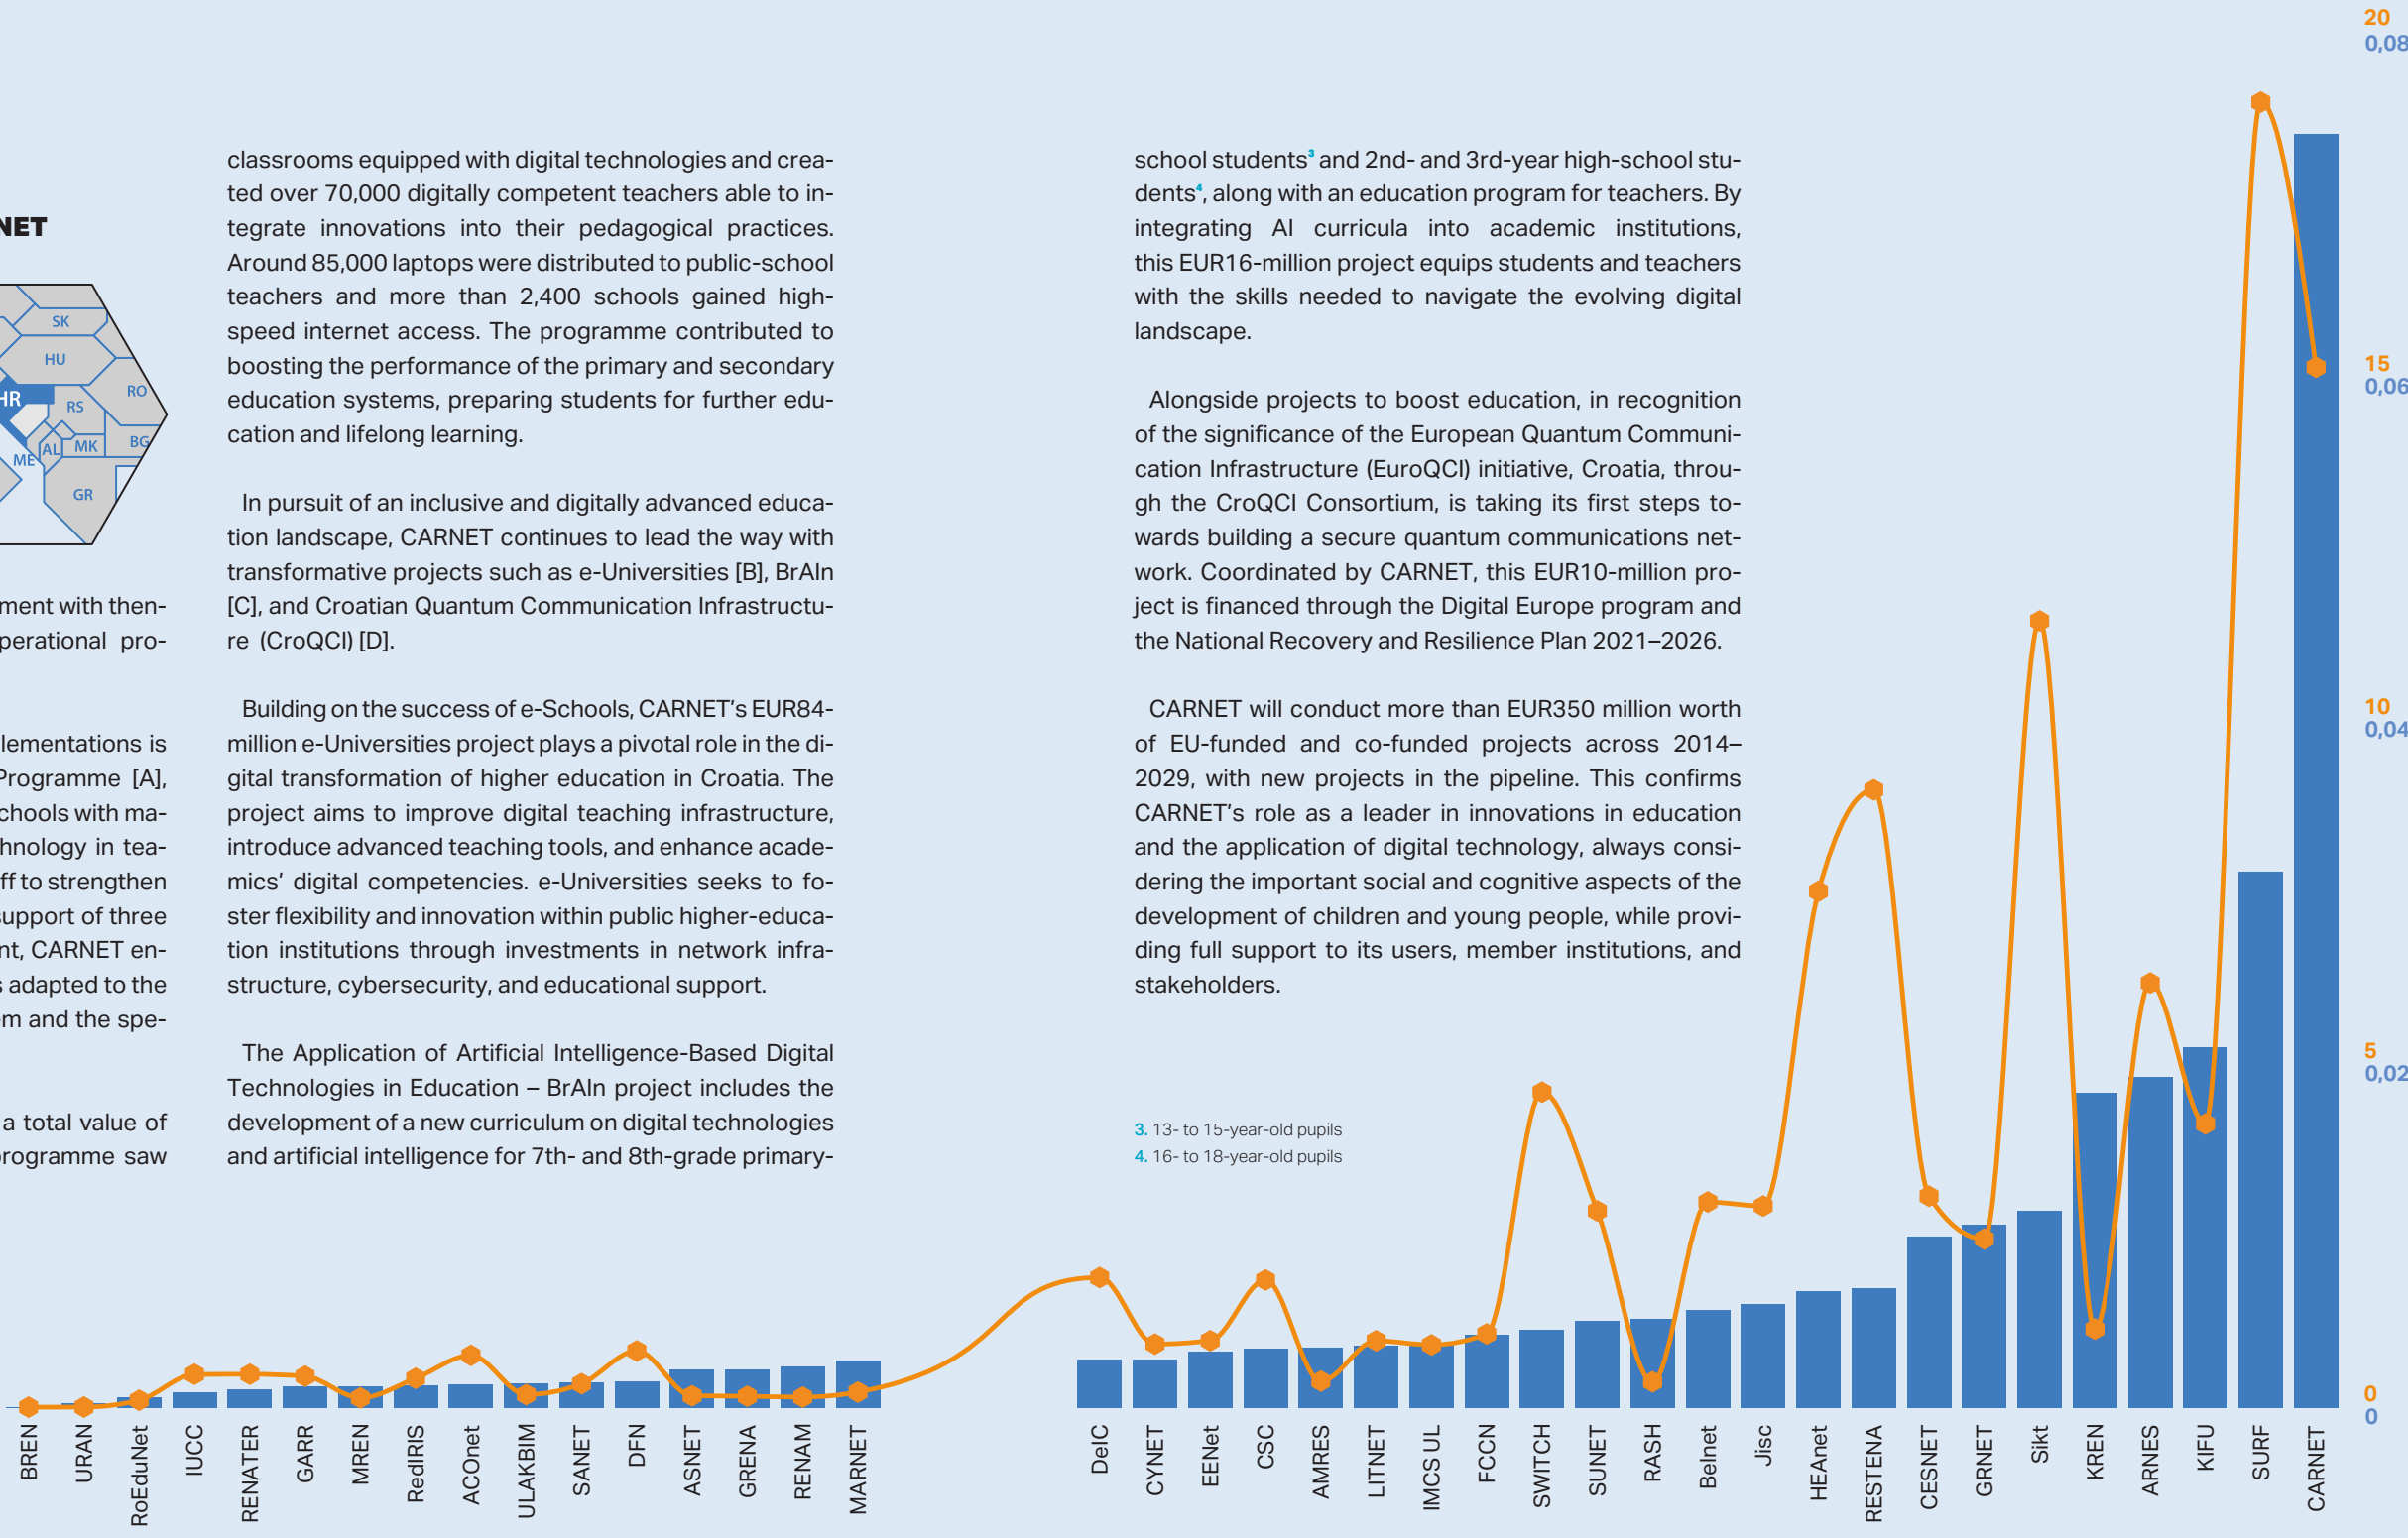 NET
SK
HU
HR
RO
RS
BG
MK
AL
ME
GR
ment with then-
perational pro-
lementations is
Programme [A],
chools with ma-
hnology in tea-
ff to strengthen
support of three
nt, CARNET en-
s adapted to the
m and the spe-
a total value of
programme saw
classrooms equipped with digital technologies and crea-
ted over 70,000 digitally competent teachers able to in-
tegrate innovations into their pedagogical practices.
Around 85,000 laptops were distributed to public-school
teachers and more than 2,400 schools gained high-
speed internet access. The programme contributed to
boosting the performance of the primary and secondary
education systems, preparing students for further edu-
cation and lifelong learning.
In pursuit of an inclusive and digitally advanced educa-
tion landscape, CARNET continues to lead the way with
transformative projects such as e-Universities [B], BrAIn
[C], and Croatian Quantum Communication Infrastructu-
re (CroQCI) [D].
Building on the success of e-Schools, CARNET's EUR84-
million e-Universities project plays a pivotal role in the di-
gital transformation of higher education in Croatia. The
project aims to improve digital teaching infrastructure,
introduce advanced teaching tools, and enhance acade-
mics' digital competencies. e-Universities seeks to fo-
ster flexibility and innovation within public higher-educa-
tion institutions through investments in network infra-
structure, cybersecurity, and educational support.
The Application of Artificial Intelligence-Based Digital
Technologies in Education – BrAIn project includes the
development of a new curriculum on digital technologies
and artificial intelligence for 7th- and 8th-grade primary-
school students³ and 2nd- and 3rd-year high-school stu-
dents⁴, along with an education program for teachers. By
integrating AI curricula into academic institutions,
this EUR16-million project equips students and teachers
with the skills needed to navigate the evolving digital
landscape.
Alongside projects to boost education, in recognition
of the significance of the European Quantum Communi-
cation Infrastructure (EuroQCI) initiative, Croatia, throu-
gh the CroQCI Consortium, is taking its first steps to-
wards building a secure quantum communications net-
work. Coordinated by CARNET, this EUR10-million pro-
ject is financed through the Digital Europe program and
the National Recovery and Resilience Plan 2021–2026.
CARNET will conduct more than EUR350 million worth
of EU-funded and co-funded projects across 2014–
2029, with new projects in the pipeline. This confirms
CARNET's role as a leader in innovations in education
and the application of digital technology, always consi-
dering the important social and cognitive aspects of the
development of children and young people, while provi-
ding full support to its users, member institutions, and
stakeholders.
3. 13- to 15-year-old pupils
4. 16- to 18-year-old pupils
20
0,08
15
0,06
10
0,04
5
0,02
0
0
BREN
URAN
RoEduNet
IUCC
RENATER
GARR
MREN
RedIRIS
ACOnet
ULAKBIM
SANET
DFN
ASNET
GRENA
RENAM
MARNET
DeIC
CYNET
EENet
CSC
AMRES
LITNET
IMCS UL
FCCN
SWITCH
SUNET
RASH
Belnet
Jisc
HEAnet
RESTENA
CESNET
GRNET
Sikt
KREN
ARNES
KIFU
SURF
CARNET